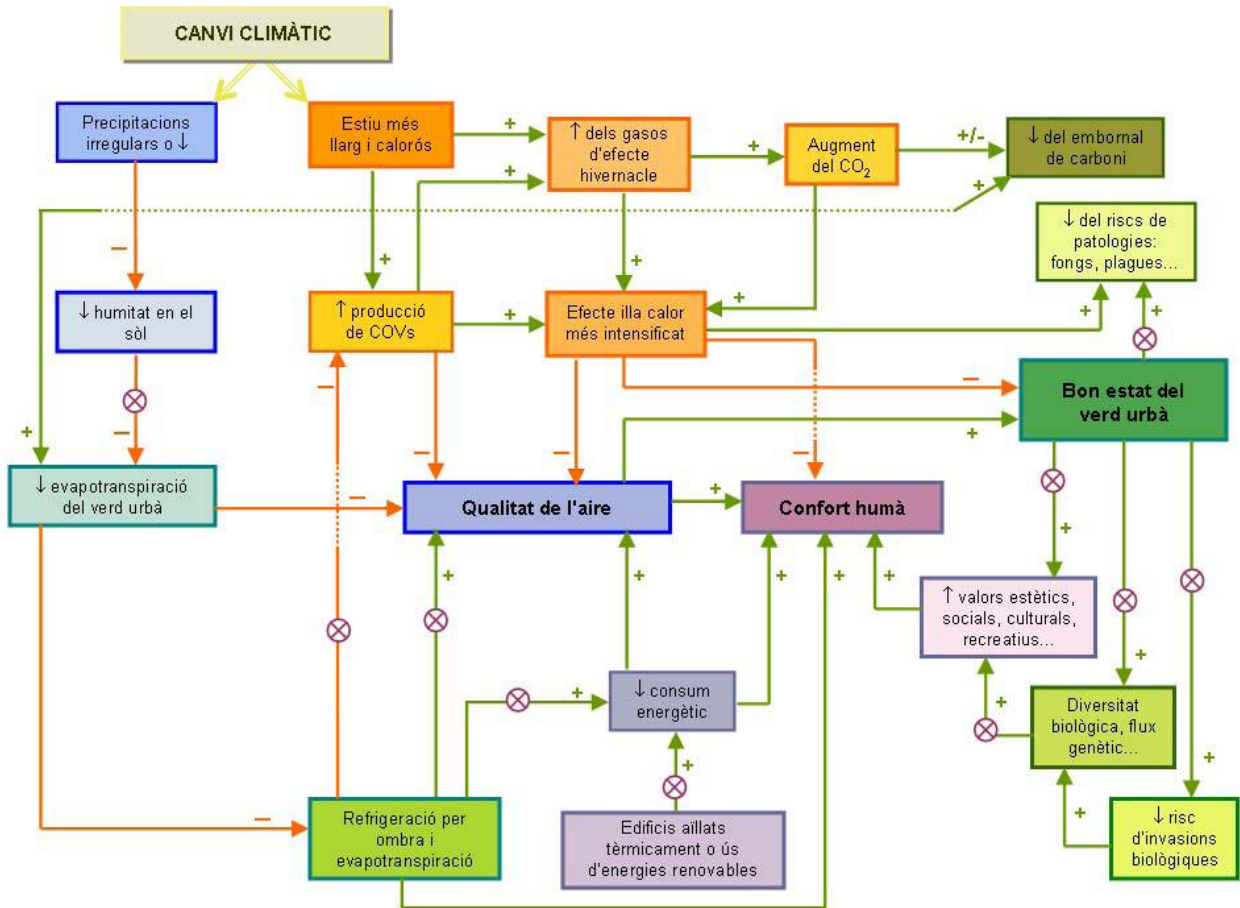 CANVI CLIMÀTIC
Precipitacions
irregulars o ↓
Estiu més
llarg i calorós
↑ dels gasos
d'efecte
hivernacle
Augment
del CO₂
↓ del embornal
de carboni
+
+
+/-
+
+
↓ del riscs de
patologies:
fongs, plagues...
–
+
+
+
↓ humitat en el
sòl
↑ producció
de COVs
+
Efecte illa calor
més intensificat
+
+
–
–
Bon estat del
verd urbà
+
–
–
–
–
+
↓ evapotranspiració
del verd urbà
–
Qualitat de l'aire
+
Confort humà
+
+
+
+
+
+
↑ valors estètics,
socials, culturals,
recreatius...
+
+
↓ consum
energètic
+
Diversitat
biològica, flux
genètic...
+
+
+
–
Refrigeració per
ombra i
evapotranspiració
Edificis aïllats
tèrmicament o ús
d'energies renovables
↓ risc
d'invasions
biològiques